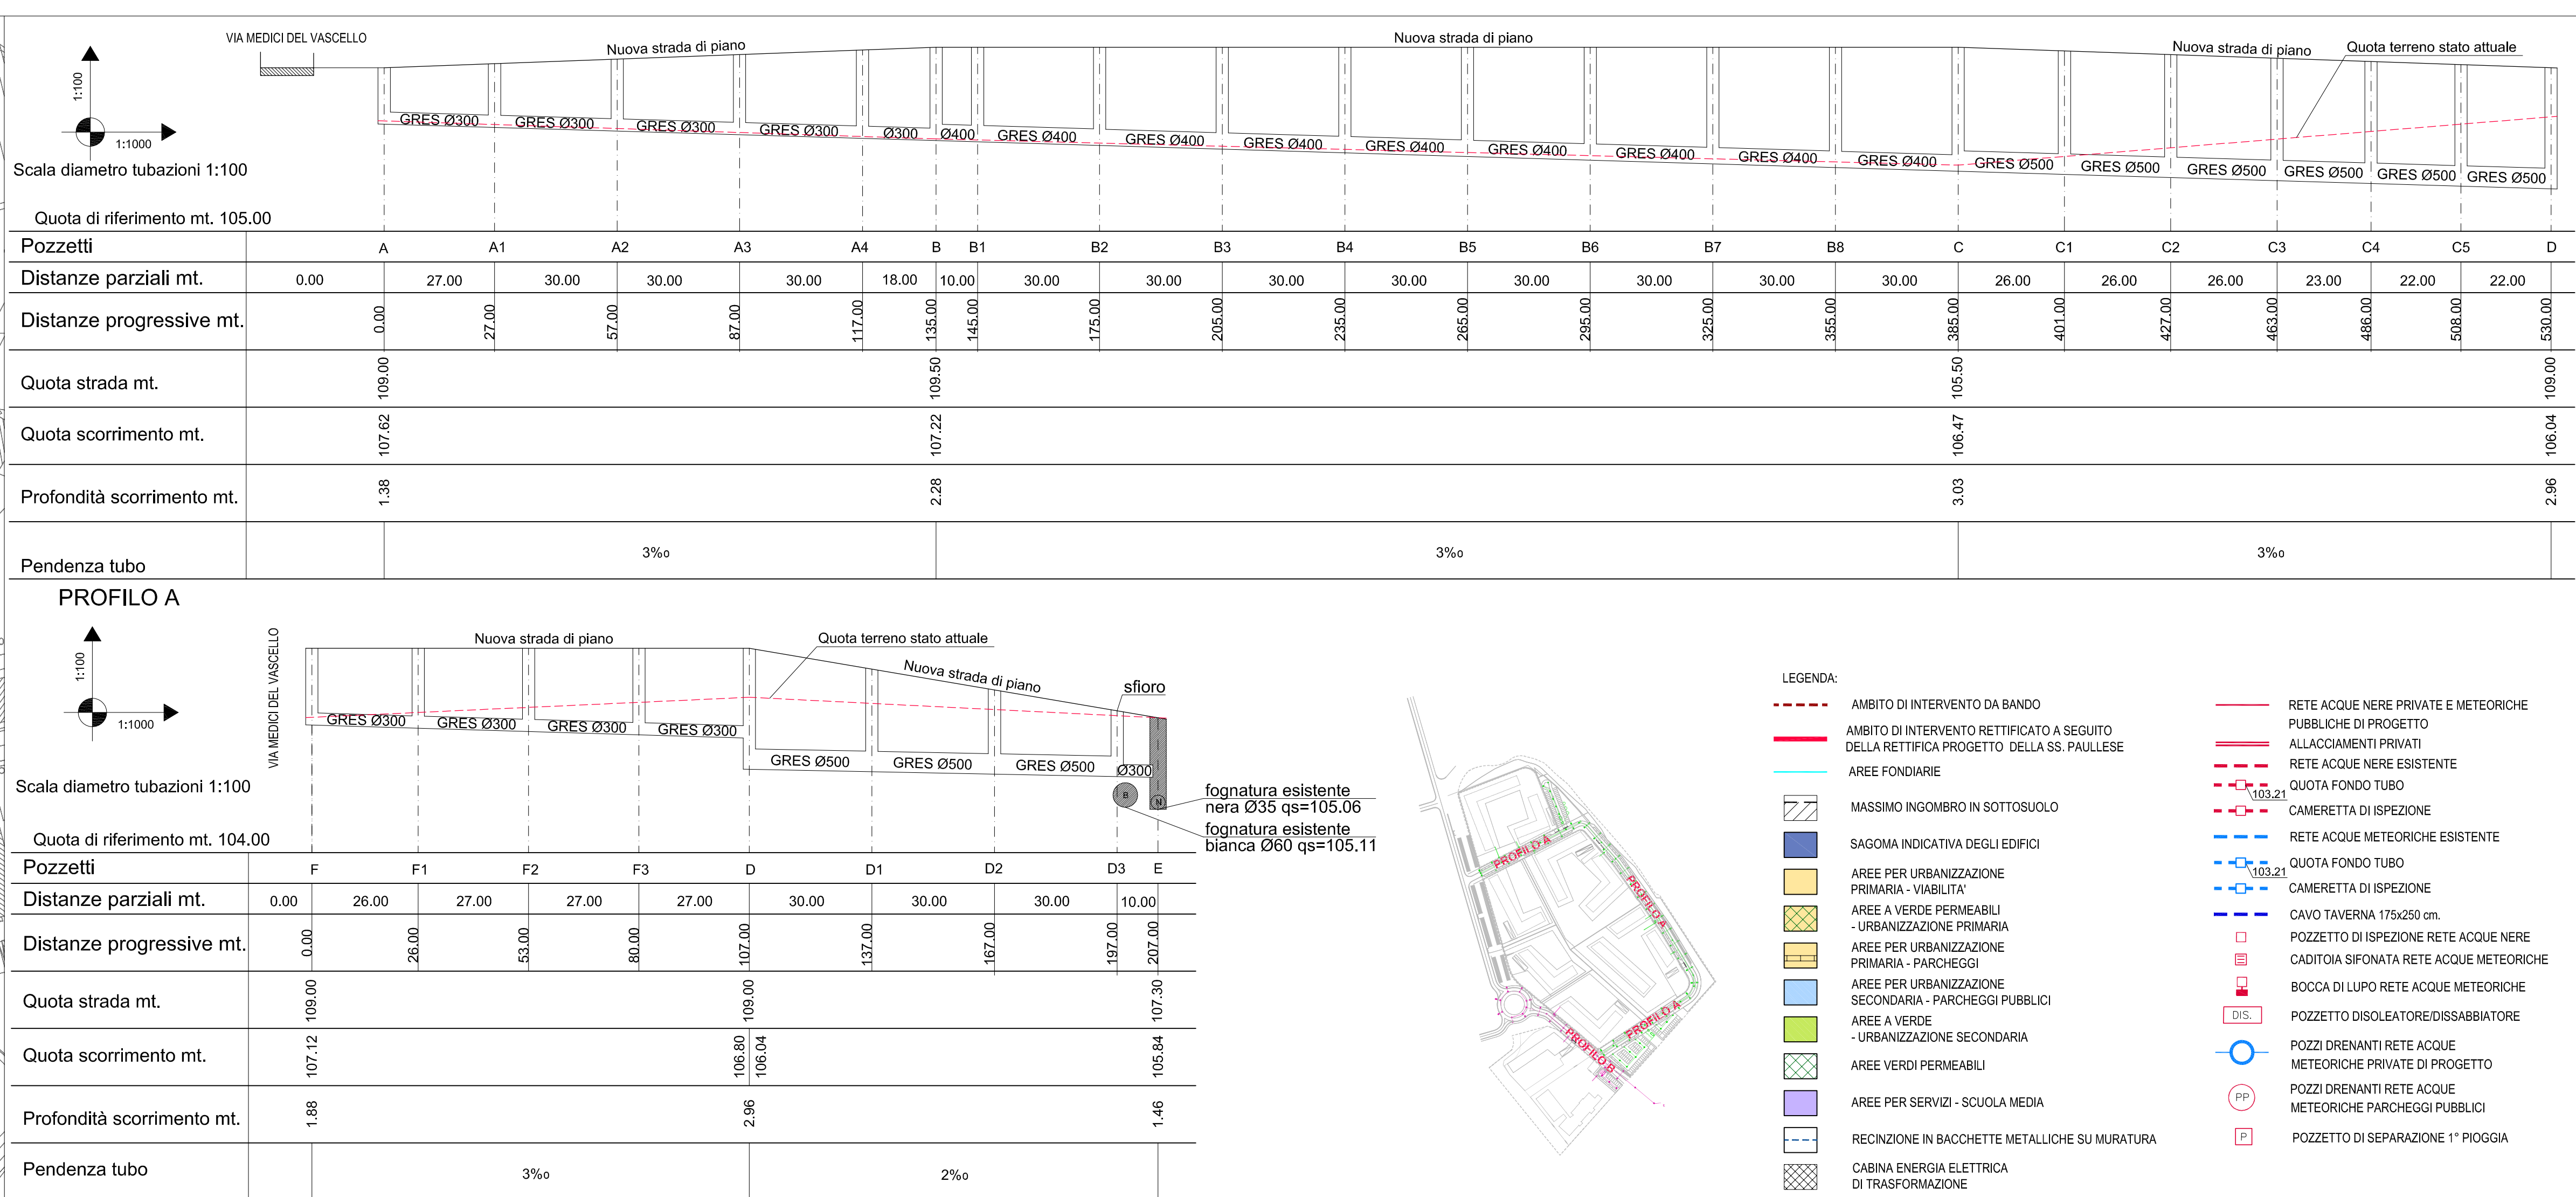 VIA MEDICI DEL VASCELLO
Nuova strada di piano
Nuova strada di piano
Nuova strada di piano
Quota terreno stato attuale
1:100
1:1000
Scala diametro tubazioni 1:100
GRES Ø300 GRES Ø300 GRES Ø300 GRES Ø300 Ø300 Ø400 GRES Ø400 GRES Ø400 GRES Ø400 GRES Ø400 GRES Ø400 GRES Ø400 GRES Ø400 GRES Ø400 GRES Ø500 GRES Ø500 GRES Ø500 GRES Ø500 GRES Ø500 GRES Ø500
Quota di riferimento mt. 105.00
Pozzetti A A1 A2 A3 A4 B B1 B2 B3 B4 B5 B6 B7 B8 C C1 C2 C3 C4 C5 D
Distanze parziali mt. 0.00 27.00 30.00 30.00 30.00 18.00 10.00 30.00 30.00 30.00 30.00 30.00 30.00 30.00 30.00 26.00 26.00 26.00 23.00 22.00 22.00
Distanze progressive mt. 0.00 27.00 57.00 87.00 117.00 135.00 145.00 175.00 205.00 235.00 265.00 295.00 325.00 355.00 385.00 401.00 427.00 463.00 486.00 508.00 530.00
Quota strada mt. 109.00 109.50 105.50 109.00
Quota scorrimento mt. 107.62 107.22 106.47 106.04
Profondità scorrimento mt. 1.38 2.28 3.03 2.96
Pendenza tubo 3‰ 3‰ 3‰
PROFILO A
VIA MEDICI DEL VASCELLO
Nuova strada di piano
Quota terreno stato attuale
Nuova strada di piano
sfioro
1:100
1:1000
Scala diametro tubazioni 1:100
GRES Ø300 GRES Ø300 GRES Ø300 GRES Ø300 GRES Ø500 GRES Ø500 GRES Ø500 Ø300
B
N
fognatura esistente
nera Ø35 qs=105.06
fognatura esistente
bianca Ø60 qs=105.11
Quota di riferimento mt. 104.00
Pozzetti F F1 F2 F3 D D1 D2 D3 E
Distanze parziali mt. 0.00 26.00 27.00 27.00 27.00 30.00 30.00 30.00 10.00
Distanze progressive mt. 0.00 26.00 53.00 80.00 107.00 137.00 167.00 197.00 207.00
Quota strada mt. 109.00 109.00 107.30
Quota scorrimento mt. 107.12 106.80 106.04 105.84
Profondità scorrimento mt. 1.88 2.96 1.46
Pendenza tubo 3‰ 2‰
PROFILO A
PROFILO A
PROFILO A
PROFILO B
LEGENDA:
AMBITO DI INTERVENTO DA BANDO
AMBITO DI INTERVENTO RETTIFICATO A SEGUITO
DELLA RETTIFICA PROGETTO DELLA SS. PAULLESE
AREE FONDIARIE
MASSIMO INGOMBRO IN SOTTOSUOLO
SAGOMA INDICATIVA DEGLI EDIFICI
AREE PER URBANIZZAZIONE
PRIMARIA - VIABILITA'
AREE A VERDE PERMEABILI
- URBANIZZAZIONE PRIMARIA
AREE PER URBANIZZAZIONE
PRIMARIA - PARCHEGGI
AREE PER URBANIZZAZIONE
SECONDARIA - PARCHEGGI PUBBLICI
AREE A VERDE
- URBANIZZAZIONE SECONDARIA
AREE VERDI PERMEABILI
AREE PER SERVIZI - SCUOLA MEDIA
RECINZIONE IN BACCHETTE METALLICHE SU MURATURA
CABINA ENERGIA ELETTRICA
DI TRASFORMAZIONE
RETE ACQUE NERE PRIVATE E METEORICHE
PUBBLICHE DI PROGETTO
ALLACCIAMENTI PRIVATI
RETE ACQUE NERE ESISTENTE
QUOTA FONDO TUBO
103.21
CAMERETTA DI ISPEZIONE
RETE ACQUE METEORICHE ESISTENTE
QUOTA FONDO TUBO
103.21
CAMERETTA DI ISPEZIONE
CAVO TAVERNA 175x250 cm.
POZZETTO DI ISPEZIONE RETE ACQUE NERE
CADITOIA SIFONATA RETE ACQUE METEORICHE
BOCCA DI LUPO RETE ACQUE METEORICHE
DIS. POZZETTO DISOLEATORE/DISSABBIATORE
POZZI DRENANTI RETE ACQUE
METEORICHE PRIVATE DI PROGETTO
PP POZZI DRENANTI RETE ACQUE
METEORICHE PARCHEGGI PUBBLICI
P POZZETTO DI SEPARAZIONE 1° PIOGGIA